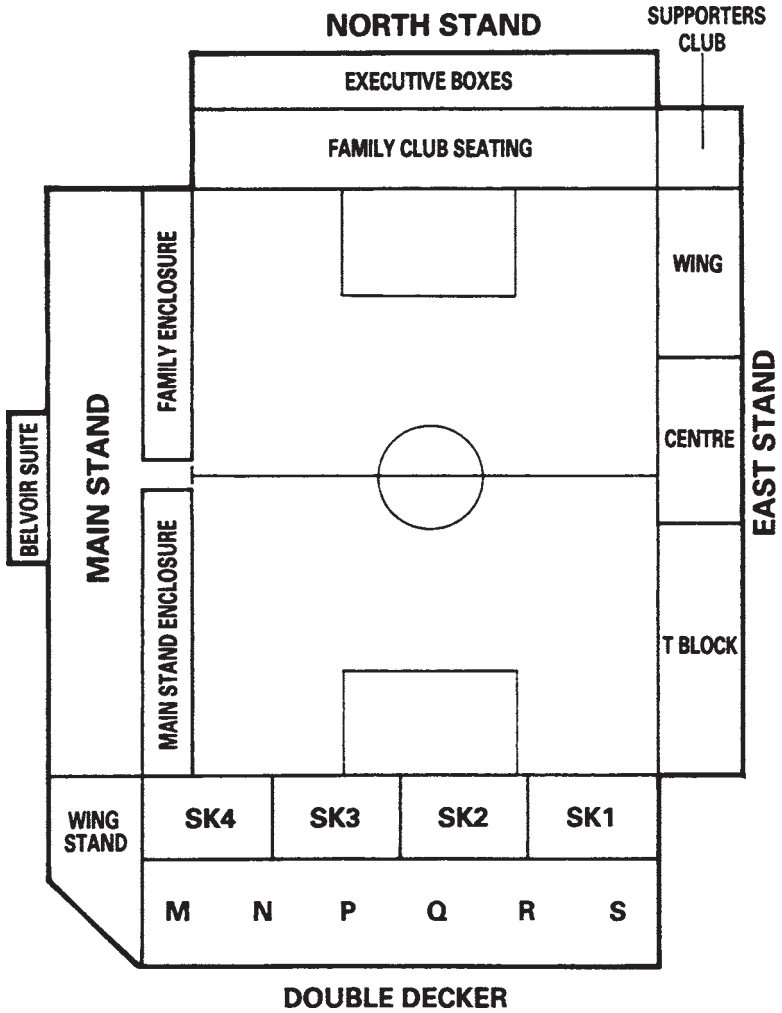 NORTH STAND
SUPPORTERS
CLUB
EXECUTIVE BOXES
FAMILY CLUB SEATING
FAMILY ENCLOSURE
WING
MAIN STAND
BELVOIR SUITE
CENTRE
EAST STAND
MAIN STAND ENCLOSURE
T BLOCK
WING
STAND
SK4 SK3 SK2 SK1
M N P Q R S
DOUBLE DECKER